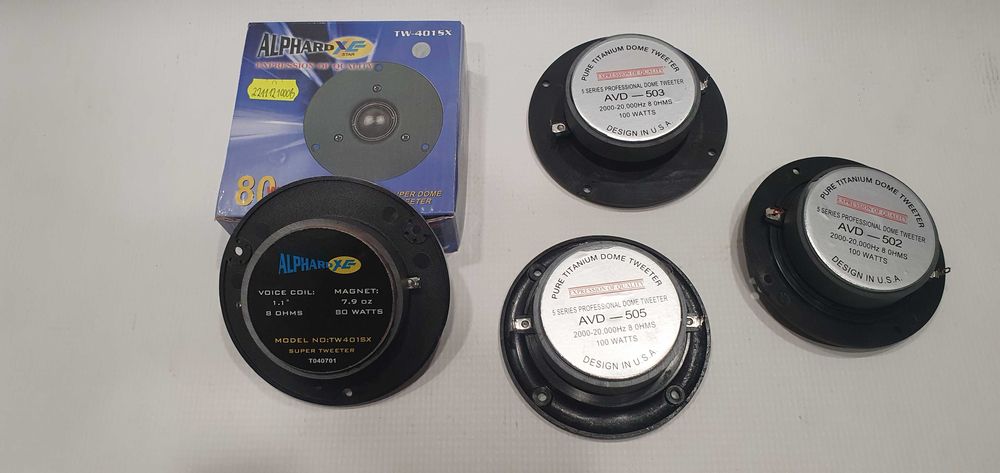 ALPHARD XF
STAR
EXPRESSION OF QUALITY
TW-401SX
80
DOME
ALPHARD XF
VOICE COIL: MAGNET:
1.1" 7.9 OZ
8 OHMS 80 WATTS
MODEL NO:TW401SX
SUPER TWEETER
T040701
PURE TITANIUM DOME TWEETER
EXPRESSION OF QUALITY
5 SERIES PROFESSIONAL DOME TWEETER
AVD — 503
2000-20,000Hz 8 OHMS
100 WATTS
DESIGN IN U.S.A
PURE TITANIUM DOME TWEETER
EXPRESSION OF QUALITY
5 SERIES PROFESSIONAL DOME TWEETER
AVD — 505
2000-20,000Hz 8 OHMS
100 WATTS
DESIGN IN U.S.A
PURE TITANIUM DOME TWEETER
EXPRESSION OF QUALITY
5 SERIES PROFESSIONAL DOME TWEETER
AVD — 502
2000-20,000Hz 8 OHMS
100 WATTS
DESIGN IN U.S.A.